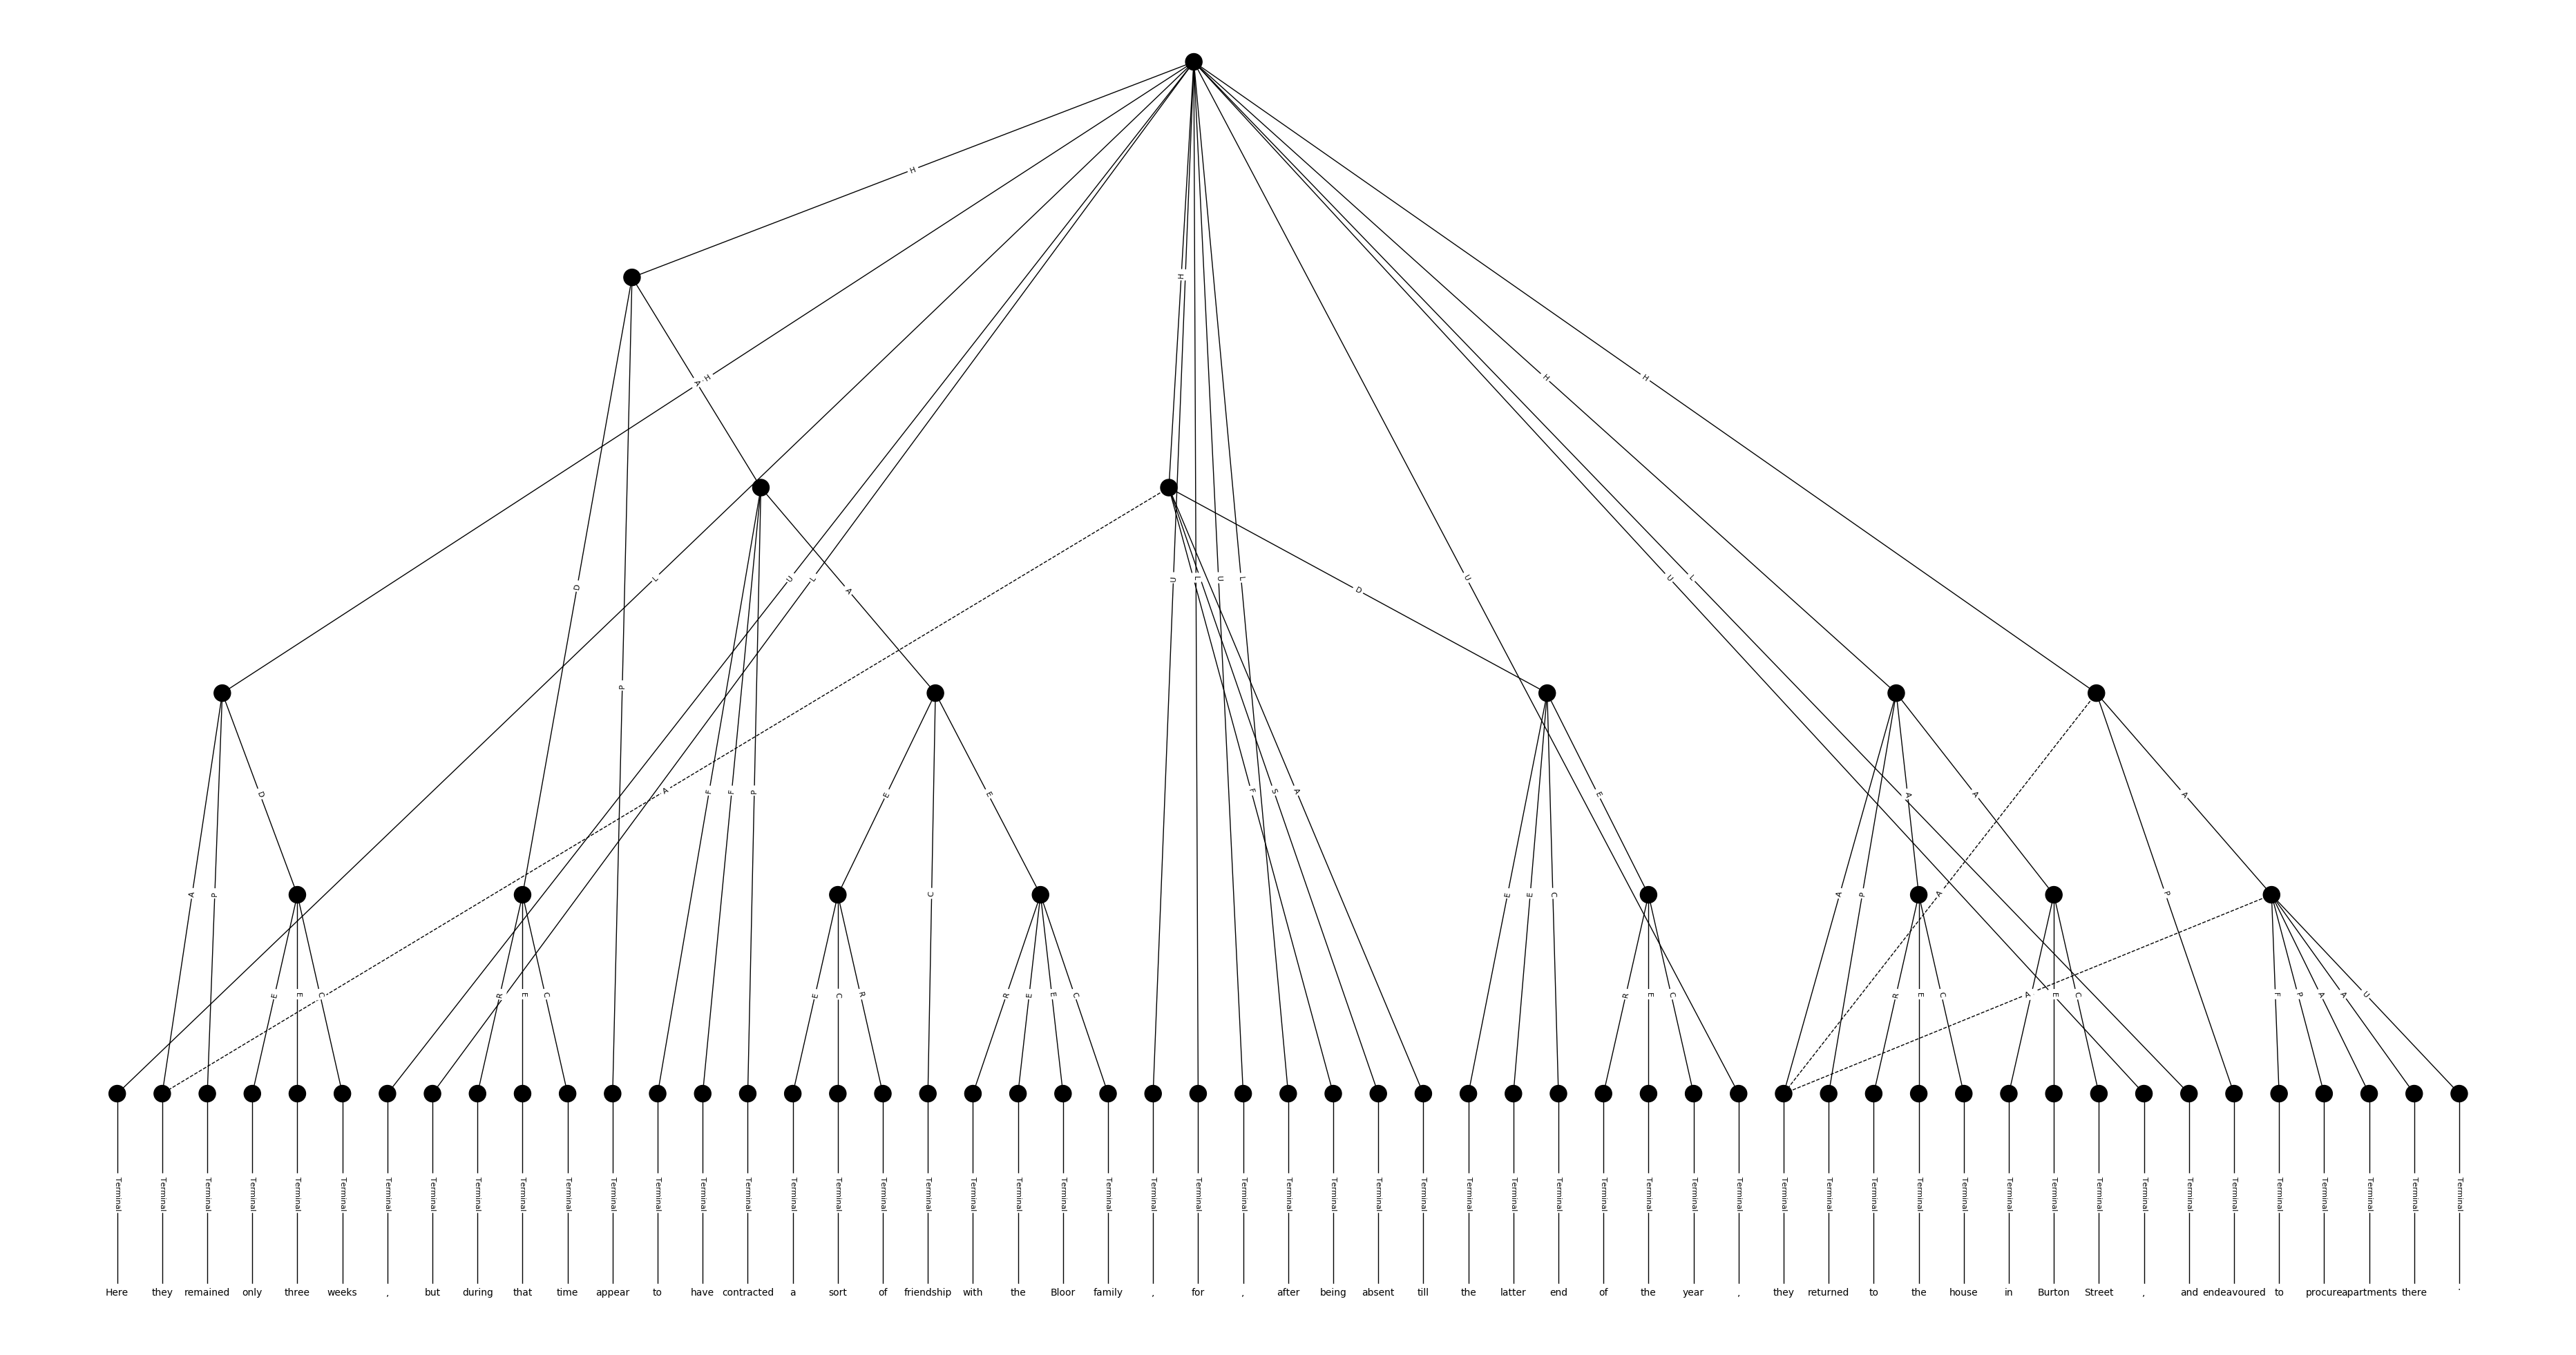 H
H
A H
L U L A U L U L U H H
D A D
P
D A F F P E E F S A E A A A
A P C E E C A P A P
E E C R E C E C R R E E C R E C R E C A E C F P A A U
Terminal Terminal Terminal Terminal Terminal Terminal Terminal Terminal Terminal Terminal Terminal Terminal Terminal Terminal Terminal Terminal Terminal Terminal Terminal Terminal Terminal Terminal Terminal Terminal Terminal Terminal Terminal Terminal Terminal Terminal Terminal Terminal Terminal Terminal Terminal Terminal Terminal Terminal Terminal Terminal Terminal Terminal Terminal Terminal Terminal Terminal Terminal Terminal Terminal Terminal Terminal Terminal Terminal
Here they remained only three weeks , but during that time appear to have contracted a sort of friendship with the Bloor family , for , after being absent till the latter end of the year , they returned to the house in Burton Street , and endeavoured to procure apartments there .